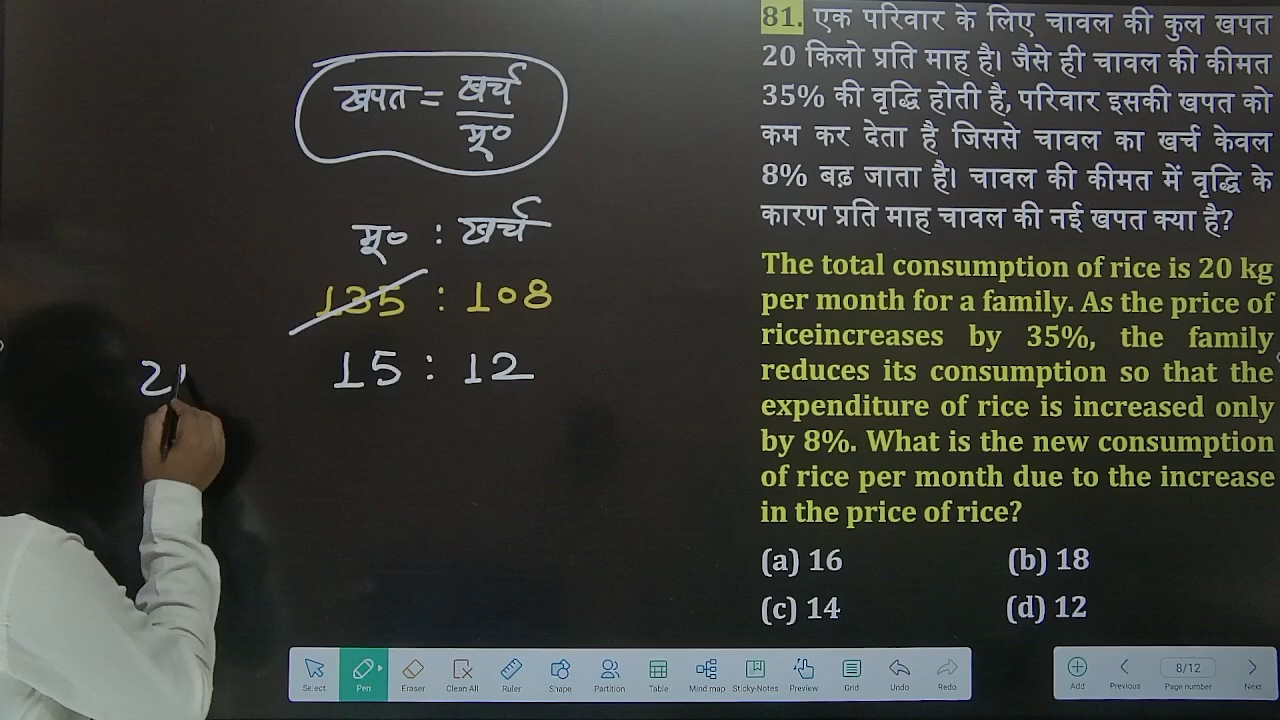 खपत = खर्च
मू०
मू० : खर्च
135 : 108
15 : 12
81. एक परिवार के लिए चावल की कुल खपत
20 किलो प्रति माह है। जैसे ही चावल की कीमत
35% की वृद्धि होती है, परिवार इसकी खपत को
कम कर देता है जिससे चावल का खर्च केवल
8% बढ़ जाता है। चावल की कीमत में वृद्धि के
कारण प्रति माह चावल की नई खपत क्या है?
The total consumption of rice is 20 kg
per month for a family. As the price of
riceincreases by 35%, the family
reduces its consumption so that the
expenditure of rice is increased only
by 8%. What is the new consumption
of rice per month due to the increase
in the price of rice?
(a) 16 (b) 18
(c) 14 (d) 12
Select Pen Eraser Clean All Ruler Shape Partition Table Mind map Sticky-Notes Preview Grid Undo Redo
Add Previous 8/12 Page number Next